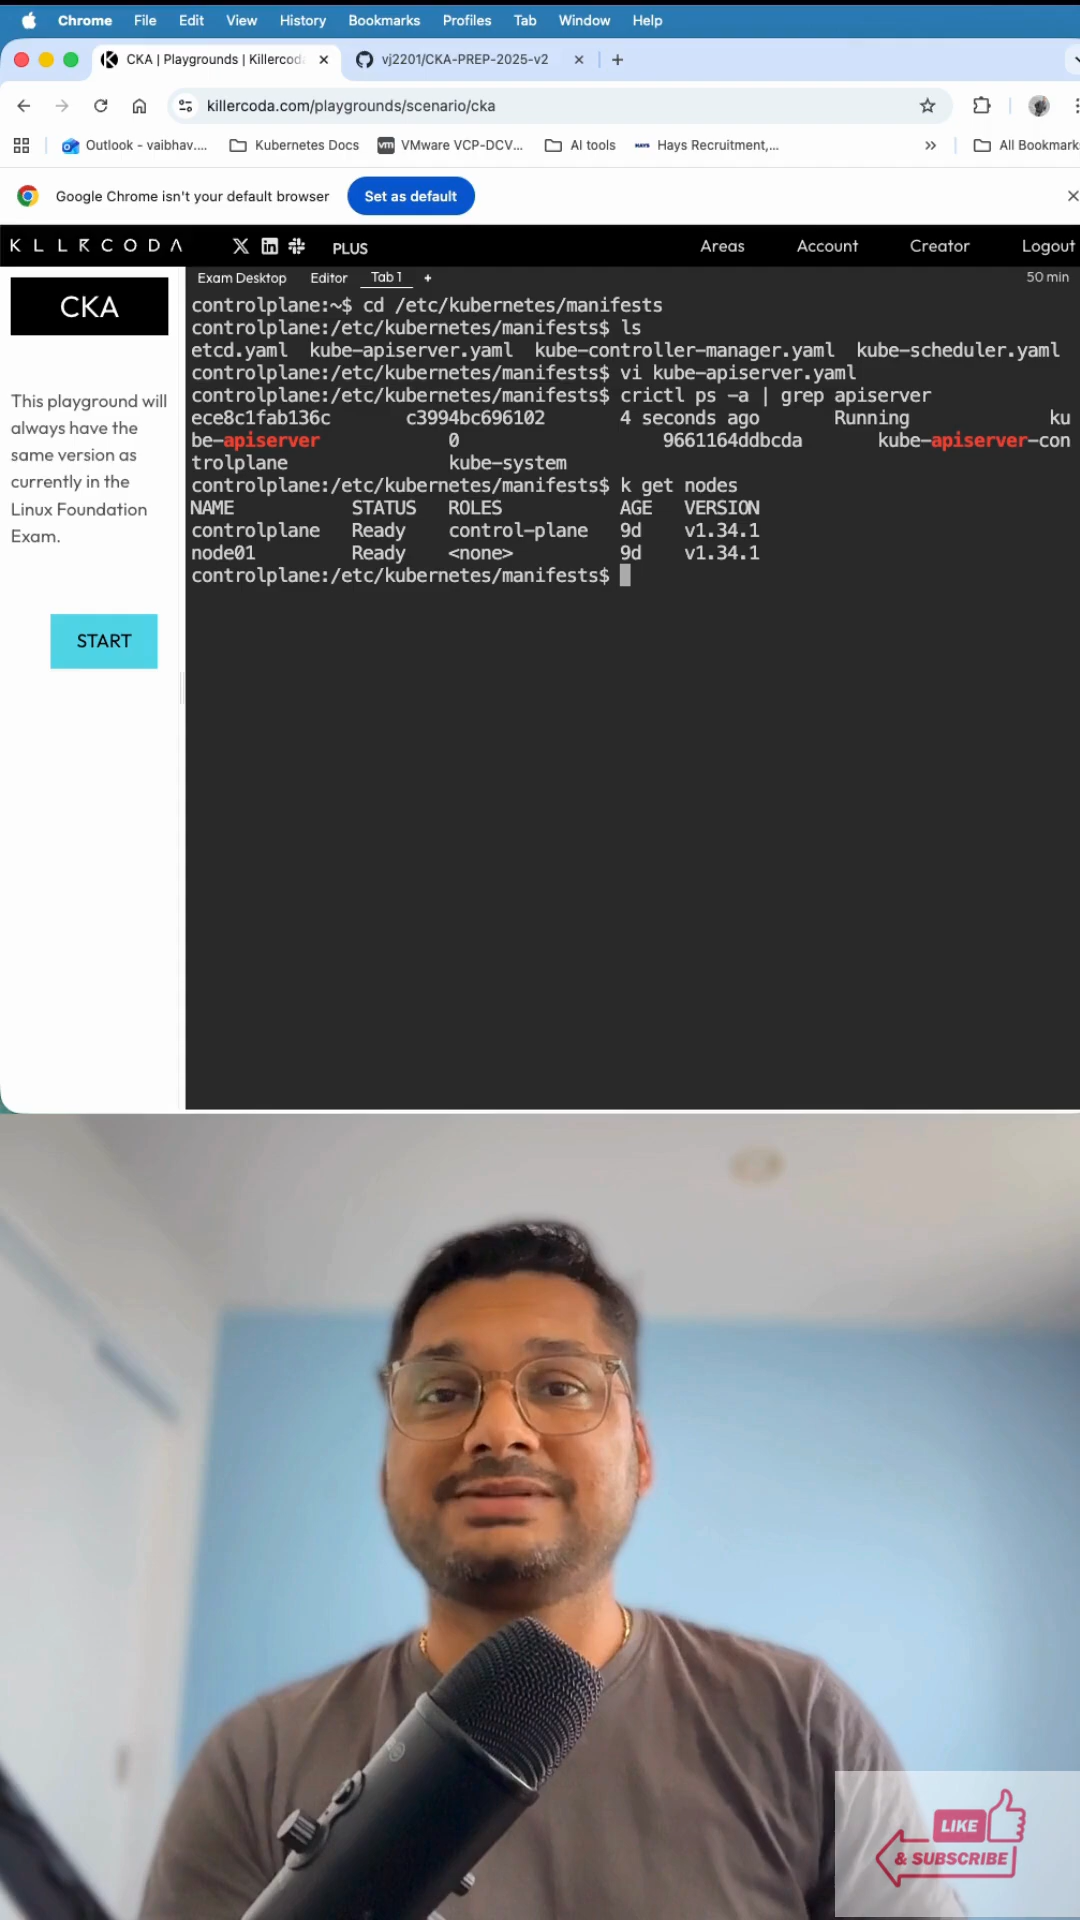 Chrome File Edit View History Bookmarks Profiles Tab Window Help
CKA | Playgrounds | Killercod
vj2201/CKA-PREP-2025-v2
killercoda.com/playgrounds/scenario/cka
Outlook - vaibhav.... Kubernetes Docs vm VMware VCP-DCV... AI tools HAYS Hays Recruitment,... » All Bookmark
Google Chrome isn't your default browser Set as default
KLLRCODA PLUS Areas Account Creator Logout
Exam Desktop Editor Tab 1 + 50 min
CKA
This playground will
always have the
same version as
currently in the
Linux Foundation
Exam.
START
controlplane:~$ cd /etc/kubernetes/manifests
controlplane:/etc/kubernetes/manifests$ ls
etcd.yaml kube-apiserver.yaml kube-controller-manager.yaml kube-scheduler.yaml
controlplane:/etc/kubernetes/manifests$ vi kube-apiserver.yaml
controlplane:/etc/kubernetes/manifests$ crictl ps -a | grep apiserver
ece8c1fab136c c3994bc696102 4 seconds ago Running ku
be-apiserver 0 9661164ddbcda kube-apiserver-con
trolplane kube-system
controlplane:/etc/kubernetes/manifests$ k get nodes
NAME STATUS ROLES AGE VERSION
controlplane Ready control-plane 9d v1.34.1
node01 Ready <none> 9d v1.34.1
controlplane:/etc/kubernetes/manifests$
LIKE
& SUBSCRIBE